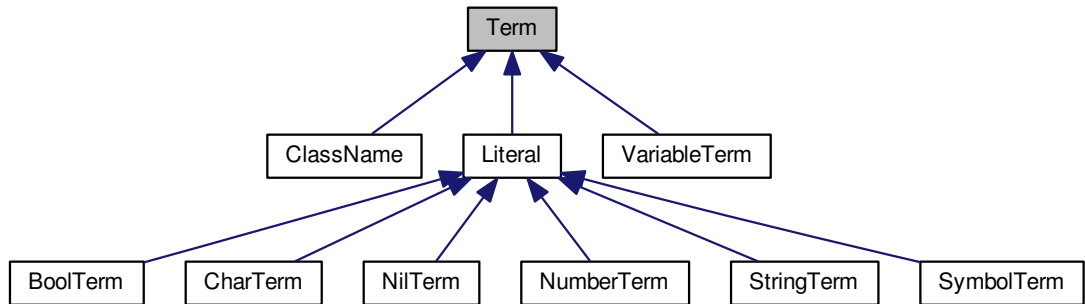 Term
ClassName
Literal
VariableTerm
BoolTerm
CharTerm
NilTerm
NumberTerm
StringTerm
SymbolTerm